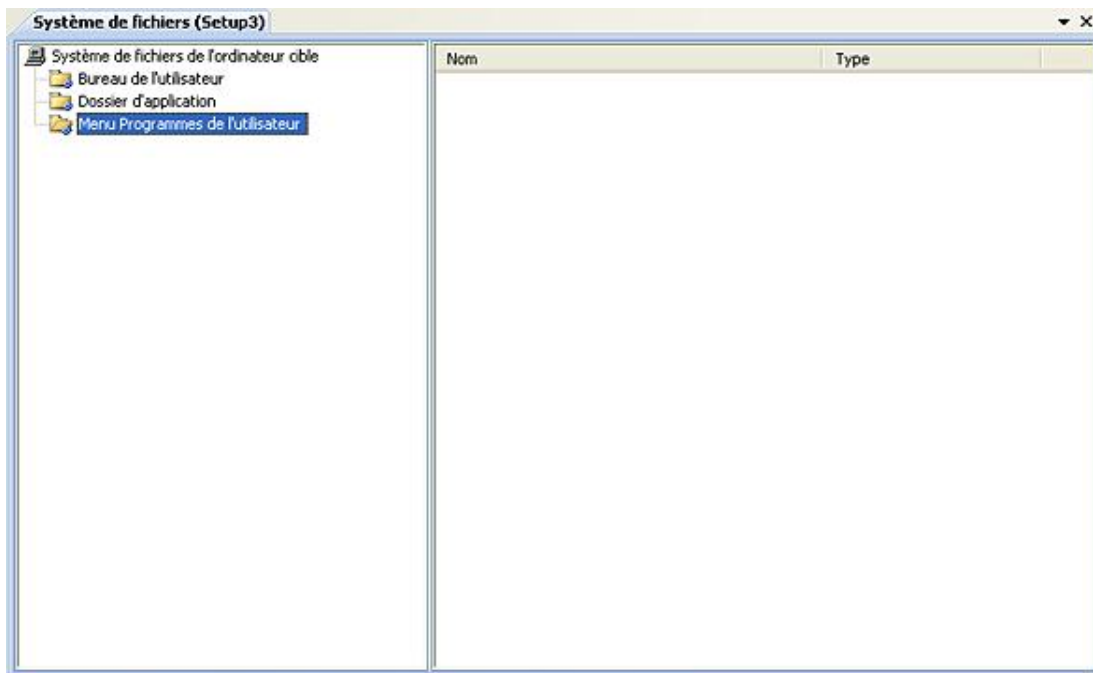 Système de fichiers (Setup3)
Système de fichiers de l'ordinateur cible
Nom Type
Bureau de l'utilisateur
Dossier d'application
Menu Programmes de l'utilisateur